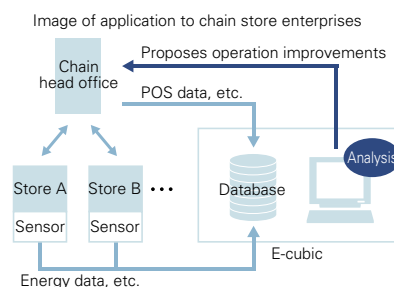 Image of application to chain store enterprises
Proposes operation improvements
Chain
head office
POS data, etc.
Analysis
Store A
Store B
•••
Database
Sensor
Sensor
E-cubic
Energy data, etc.